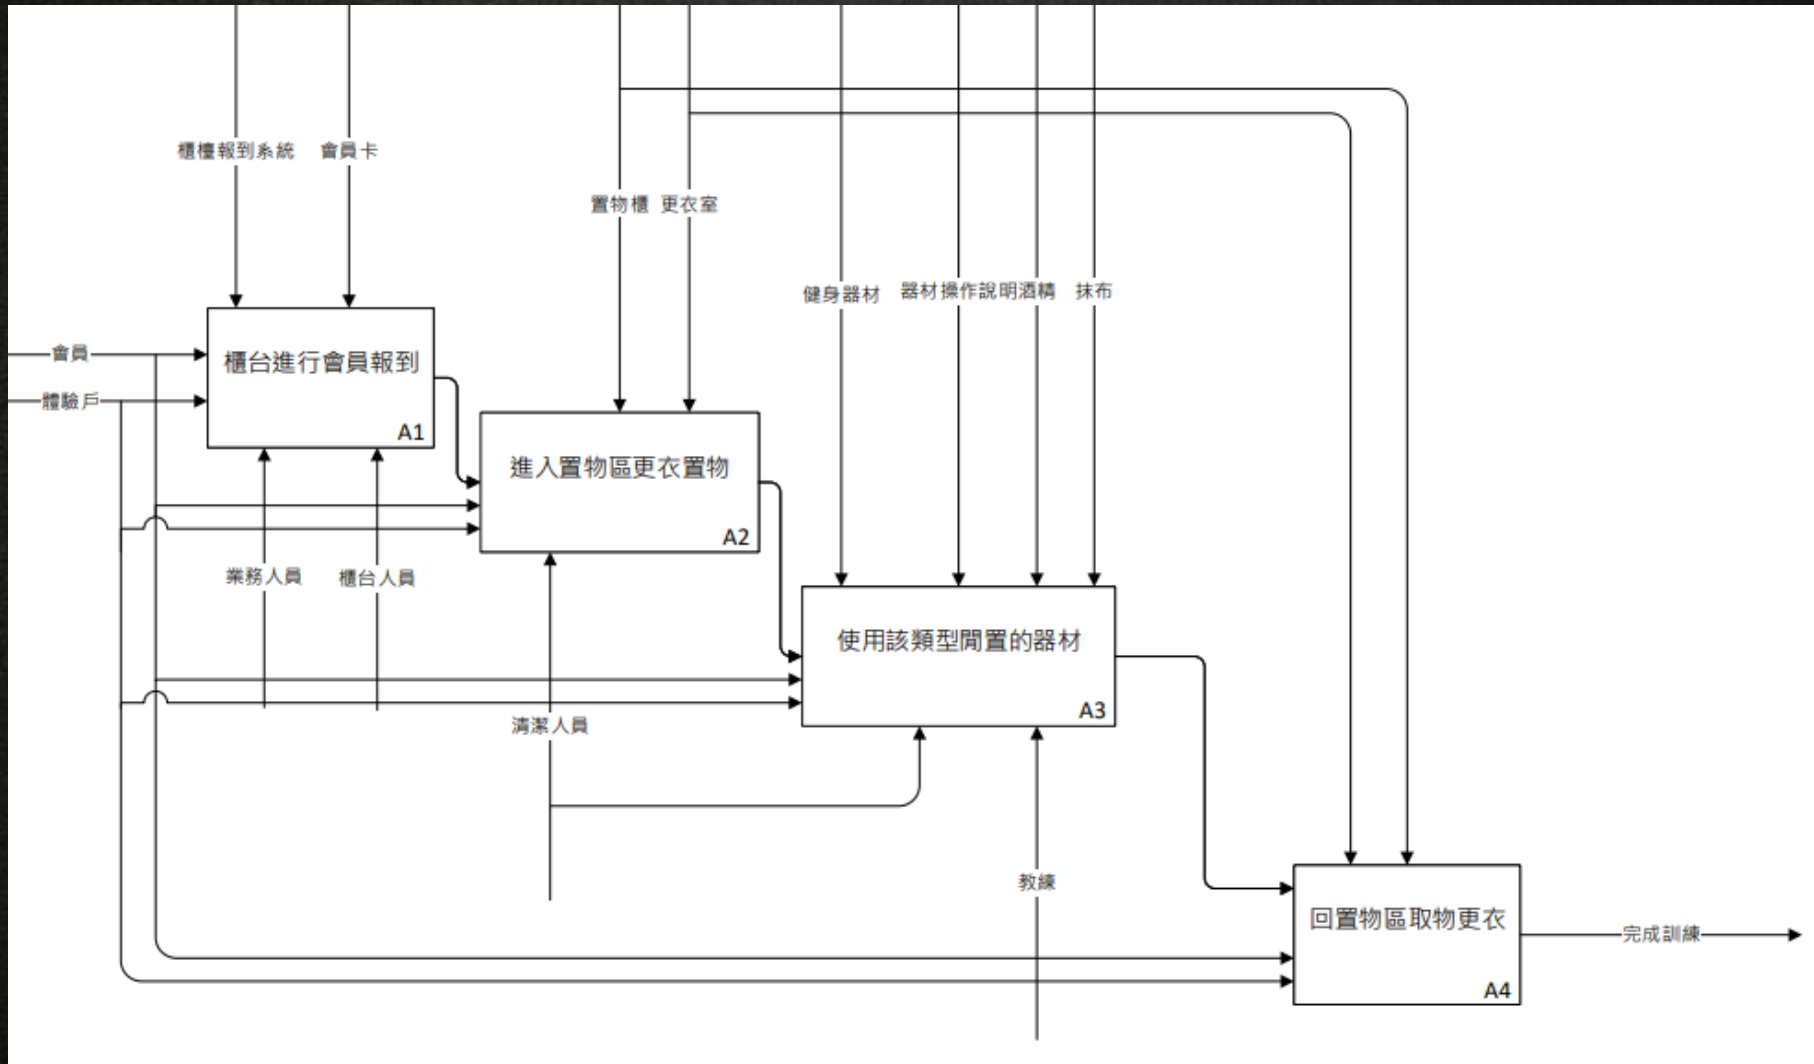 櫃檯報到系統
會員卡
置物櫃
更衣室
健身器材
器材操作說明
酒精
抹布
會員
體驗戶
櫃台進行會員報到
A1
進入置物區更衣置物
A2
業務人員
櫃台人員
使用該類型閒置的器材
A3
清潔人員
教練
回置物區取物更衣
A4
完成訓練